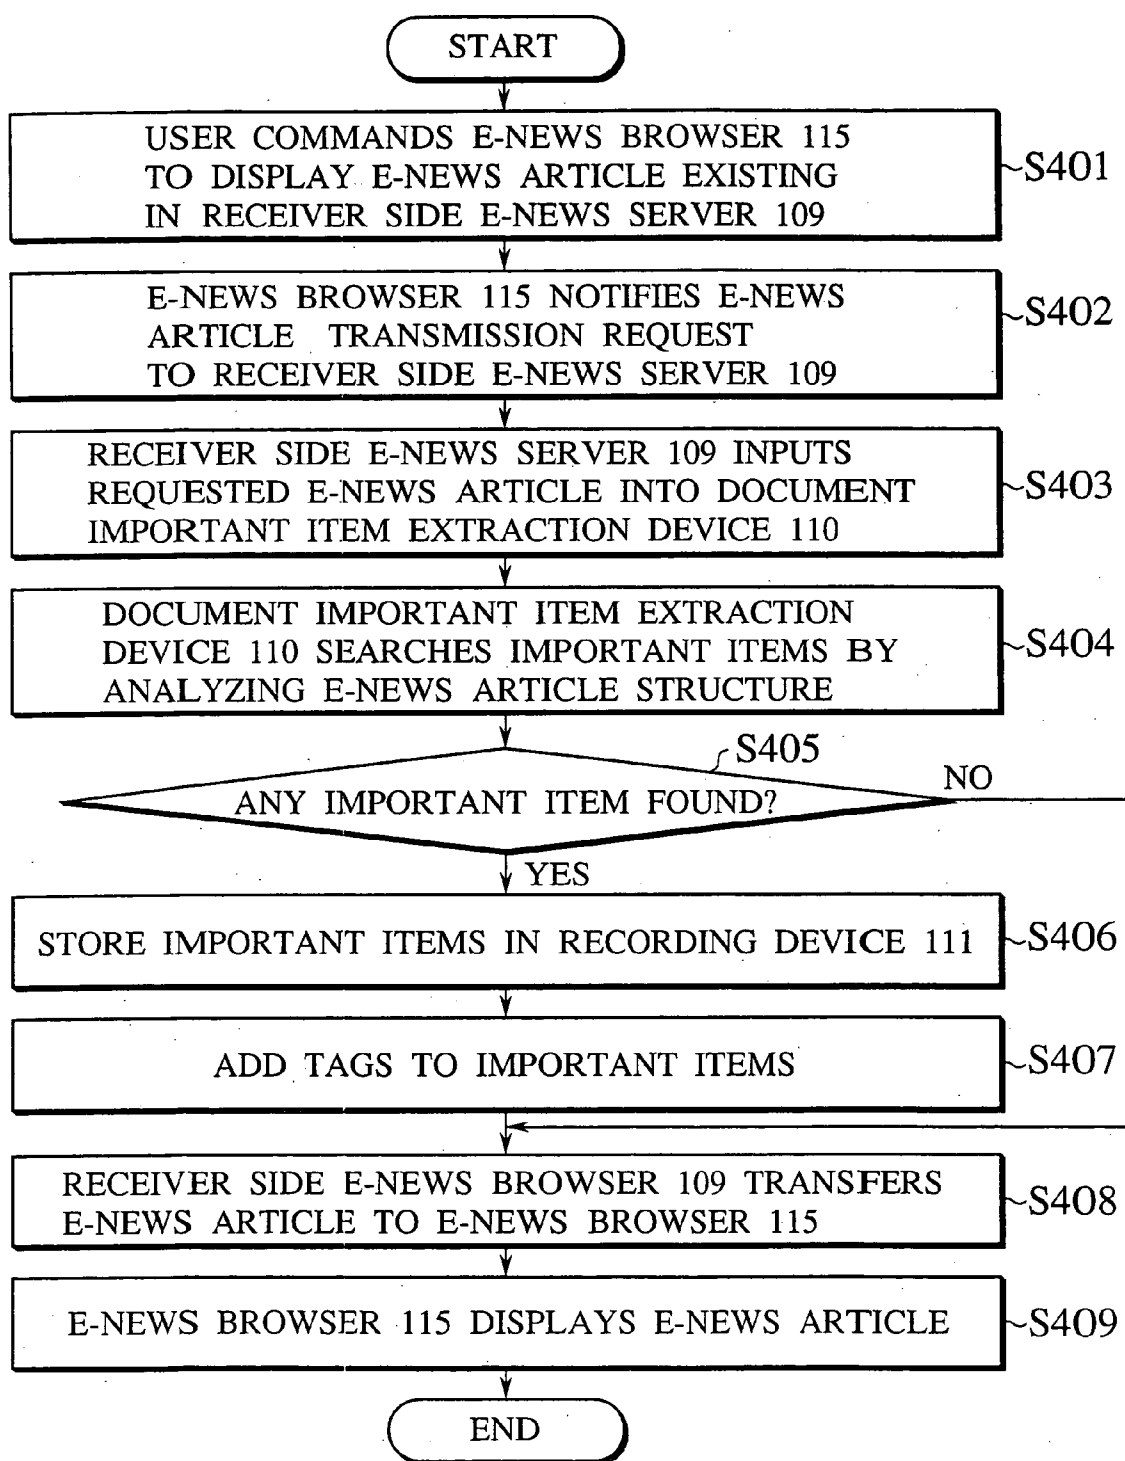 START
USER COMMANDS E-NEWS BROWSER 115
TO DISPLAY E-NEWS ARTICLE EXISTING
IN RECEIVER SIDE E-NEWS SERVER 109
S401
E-NEWS BROWSER 115 NOTIFIES E-NEWS
ARTICLE TRANSMISSION REQUEST
TO RECEIVER SIDE E-NEWS SERVER 109
S402
RECEIVER SIDE E-NEWS SERVER 109 INPUTS
REQUESTED E-NEWS ARTICLE INTO DOCUMENT
IMPORTANT ITEM EXTRACTION DEVICE 110
S403
DOCUMENT IMPORTANT ITEM EXTRACTION
DEVICE 110 SEARCHES IMPORTANT ITEMS BY
ANALYZING E-NEWS ARTICLE STRUCTURE
S404
S405
ANY IMPORTANT ITEM FOUND?
NO
YES
STORE IMPORTANT ITEMS IN RECORDING DEVICE 111
S406
ADD TAGS TO IMPORTANT ITEMS
S407
RECEIVER SIDE E-NEWS BROWSER 109 TRANSFERS
E-NEWS ARTICLE TO E-NEWS BROWSER 115
S408
E-NEWS BROWSER 115 DISPLAYS E-NEWS ARTICLE
S409
END